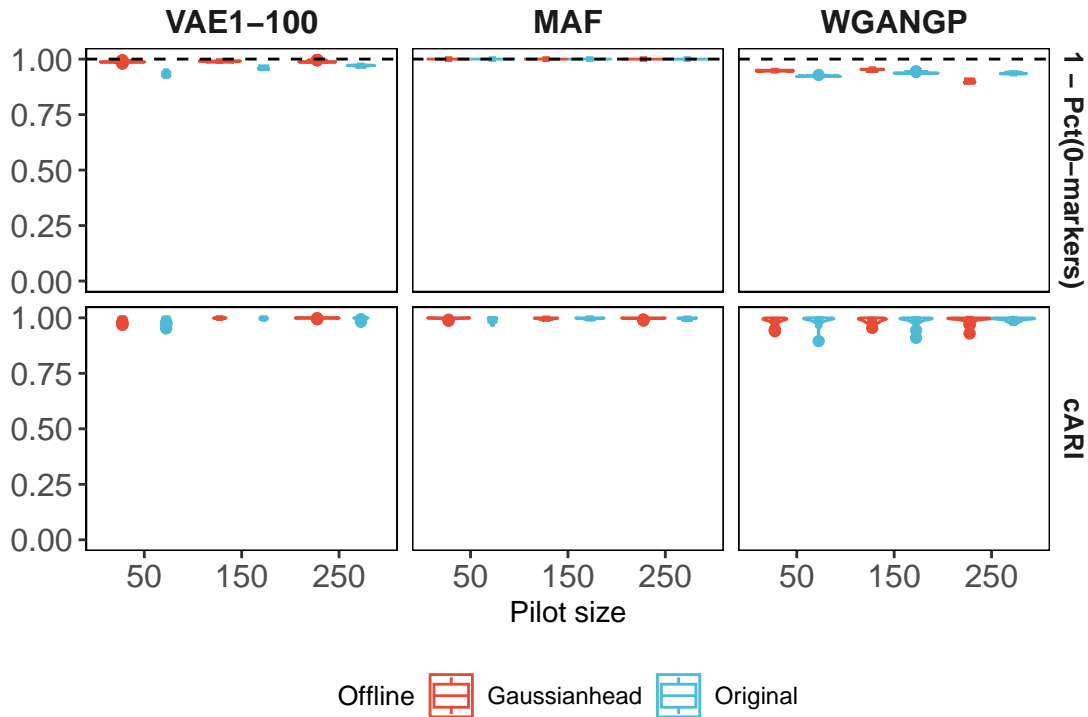 VAE1−100 MAF WGANGP
1.00
0.75
0.50
0.25
0.00
1 − Pct(0−markers)
1.00
0.75
0.50
0.25
0.00
cARI
50 150 250 50 150 250 50 150 250
Pilot size
Offline Gaussianhead Original